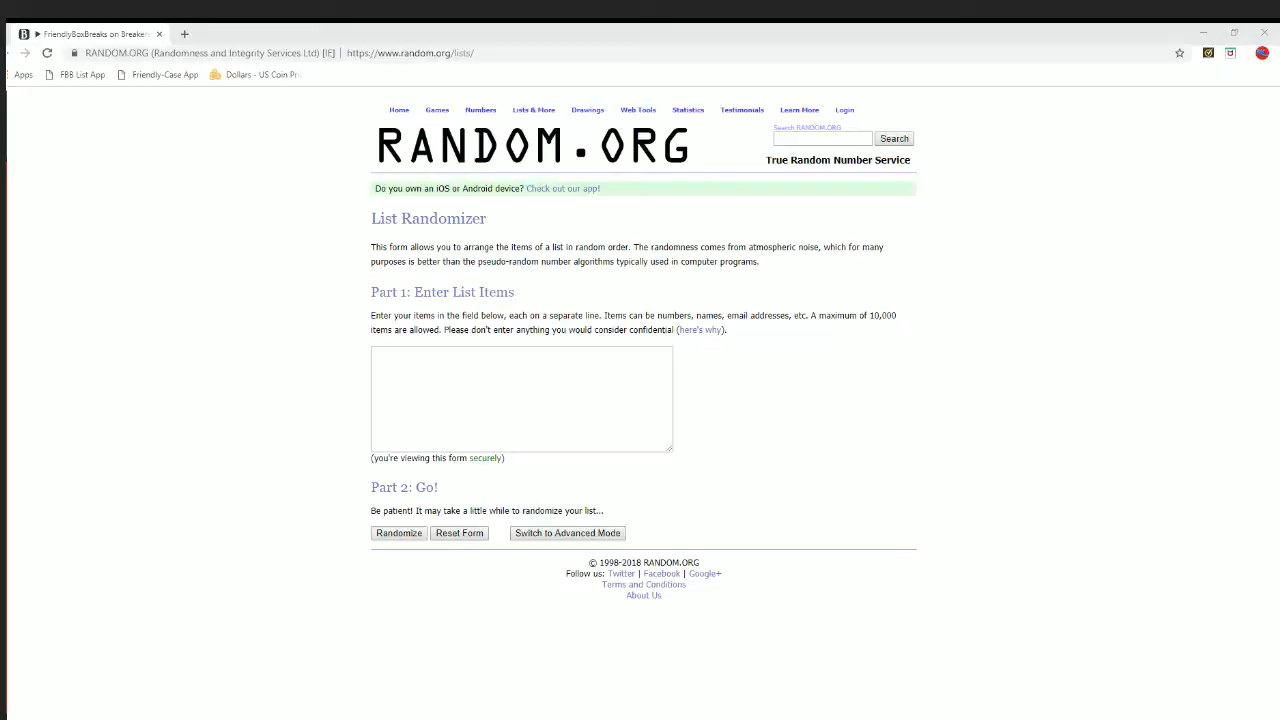 FriendlyBoxBreaks on Breakers
RANDOM.ORG (Randomness and Integrity Services Ltd) [IE] | https://www.random.org/lists/
Apps FBB List App Friendly-Case App Dollars - US Coin Pri
Home Games Numbers Lists & More Drawings Web Tools Statistics Testimonials Learn More Login
RANDOM.ORG
Search RANDOM.ORG
Search
True Random Number Service
Do you own an iOS or Android device? Check out our app!
List Randomizer
This form allows you to arrange the items of a list in random order. The randomness comes from atmospheric noise, which for many
purposes is better than the pseudo-random number algorithms typically used in computer programs.
Part 1: Enter List Items
Enter your items in the field below, each on a separate line. Items can be numbers, names, email addresses, etc. A maximum of 10,000
items are allowed. Please don't enter anything you would consider confidential (here's why).
(you're viewing this form securely)
Part 2: Go!
Be patient! It may take a little while to randomize your list...
Randomize Reset Form Switch to Advanced Mode
© 1998-2018 RANDOM.ORG
Follow us: Twitter | Facebook | Google+
Terms and Conditions
About Us